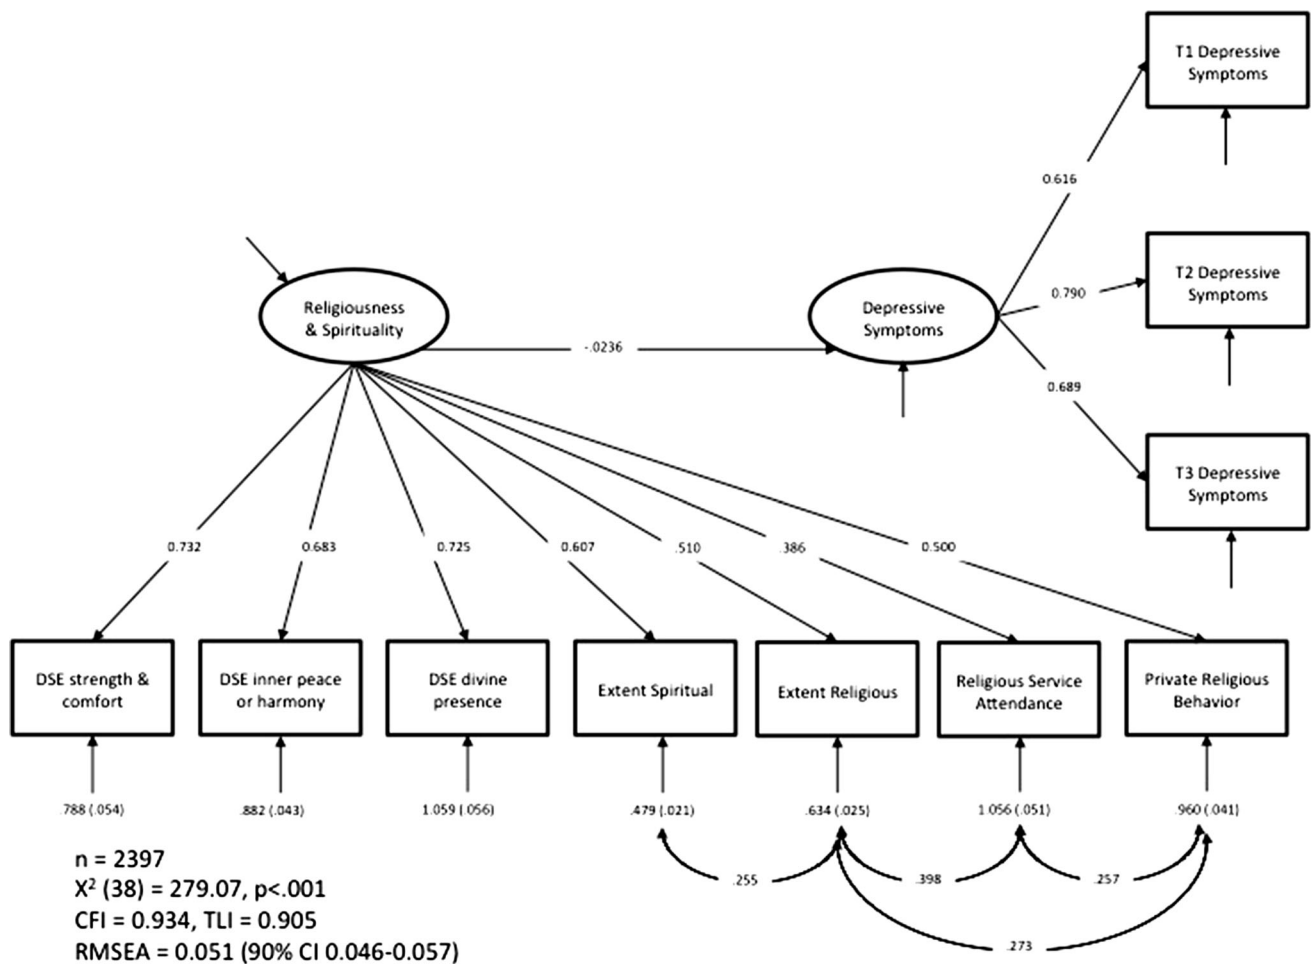 T1 Depressive
Symptoms
0.616
T2 Depressive
Symptoms
0.790
Religiousness
& Spirituality
Depressive
Symptoms
-.0236
0.689
T3 Depressive
Symptoms
0.732
0.683
0.725
0.607
.510
.386
0.500
DSE strength &
comfort
DSE inner peace
or harmony
DSE divine
presence
Extent Spiritual
Extent Religious
Religious Service
Attendance
Private Religious
Behavior
.788 (.054)
.882 (.043)
1.059 (.056)
.479 (.021)
.634 (.025)
1.056 (.051)
.960 (.041)
.255
.398
.257
.273
n = 2397
X² (38) = 279.07, p<.001
CFI = 0.934, TLI = 0.905
RMSEA = 0.051 (90% CI 0.046-0.057)